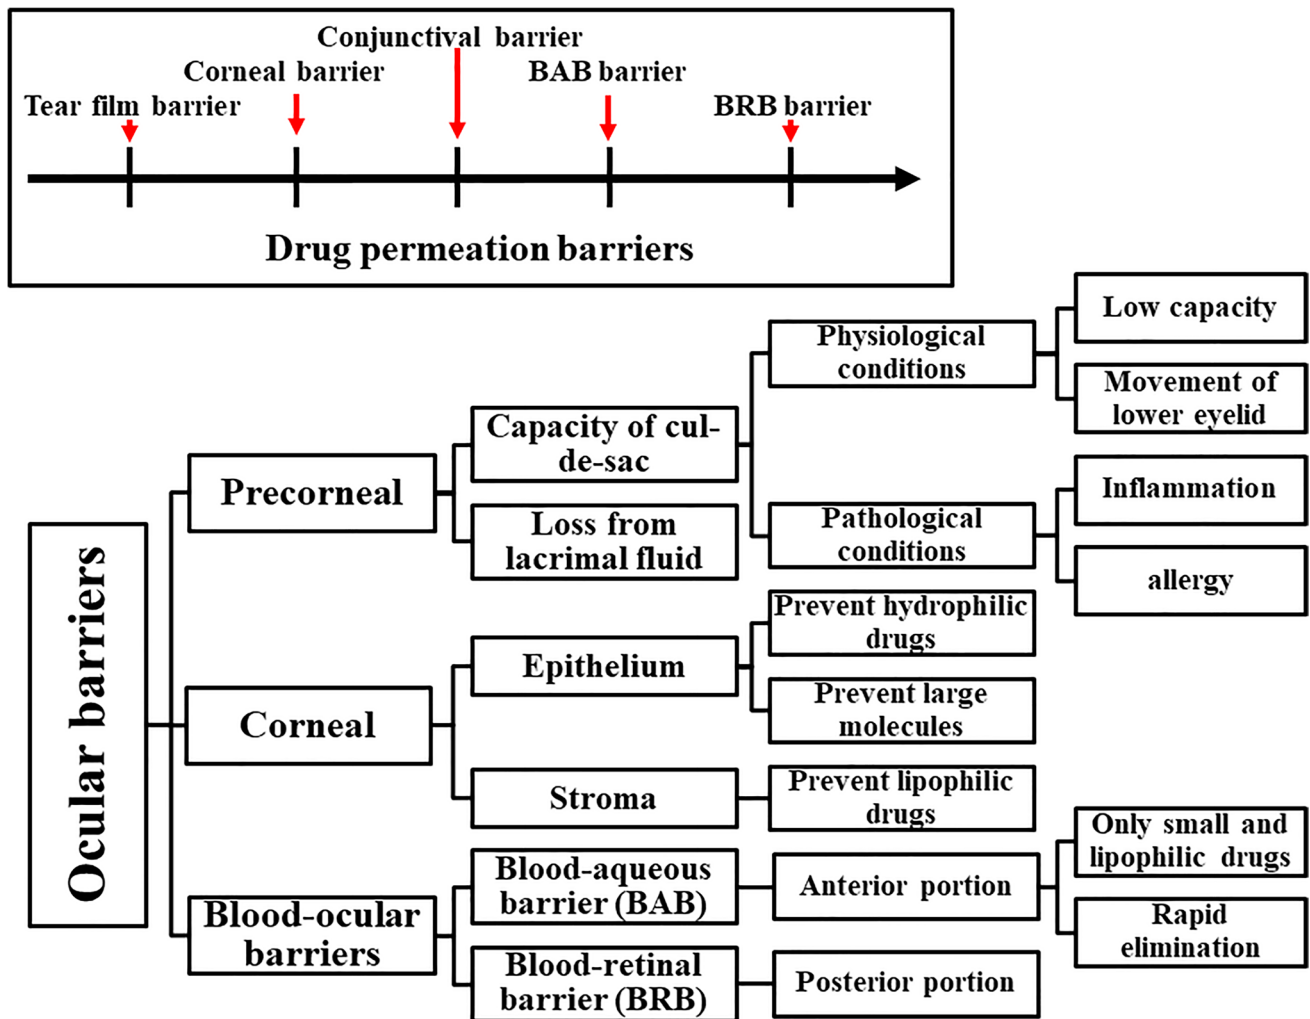 Conjunctival barrier
Corneal barrier
BAB barrier
Tear film barrier
BRB barrier
Drug permeation barriers
Ocular barriers
Precorneal
Capacity of cul-
de-sac
Physiological
conditions
Low capacity
Movement of
lower eyelid
Pathological
conditions
Inflammation
allergy
Loss from
lacrimal fluid
Corneal
Epithelium
Prevent hydrophilic
drugs
Prevent large
molecules
Stroma
Prevent lipophilic
drugs
Blood-ocular
barriers
Blood-aqueous
barrier (BAB)
Anterior portion
Only small and
lipophilic drugs
Rapid
elimination
Blood-retinal
barrier (BRB)
Posterior portion